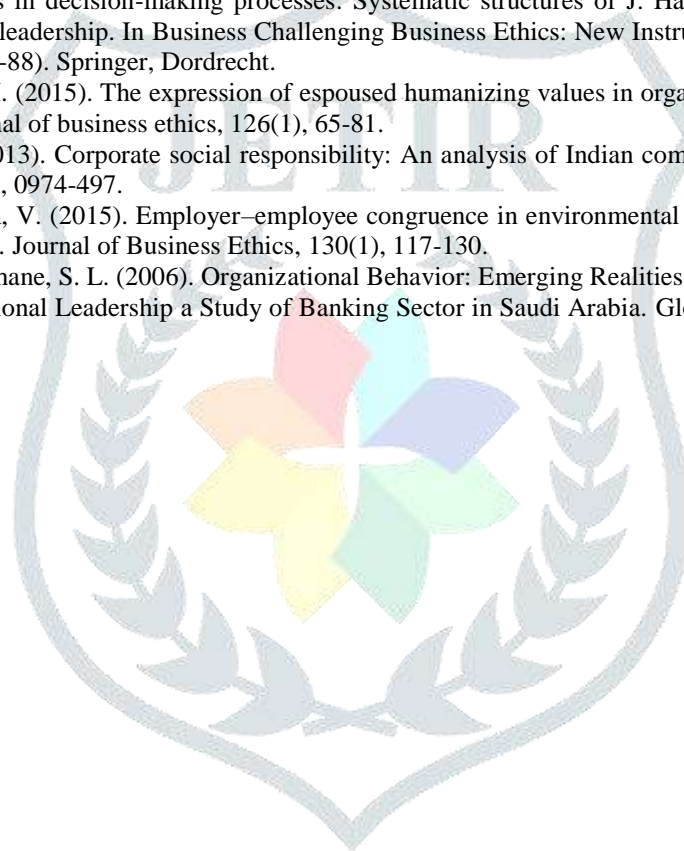 s in decision-making processes. Systematic structures of J. Ha
leadership. In Business Challenging Business Ethics: New Instru
-88). Springer, Dordrecht.
. (2015). The expression of espoused humanizing values in orga
nal of business ethics, 126(1), 65-81.
013). Corporate social responsibility: An analysis of Indian com
, 0974-497.
, V. (2015). Employer–employee congruence in environmental
. Journal of Business Ethics, 130(1), 117-130.
hane, S. L. (2006). Organizational Behavior: Emerging Realities
ional Leadership a Study of Banking Sector in Saudi Arabia. Gl
JETIR